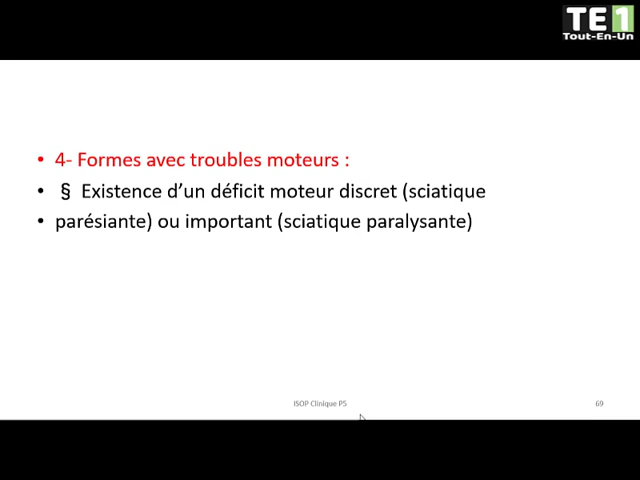 TE1
Tout-En-Un
• 4- Formes avec troubles moteurs :
• § Existence d’un déficit moteur discret (sciatique
• parésiante) ou important (sciatique paralysante)
ISOP Clinique P5
69